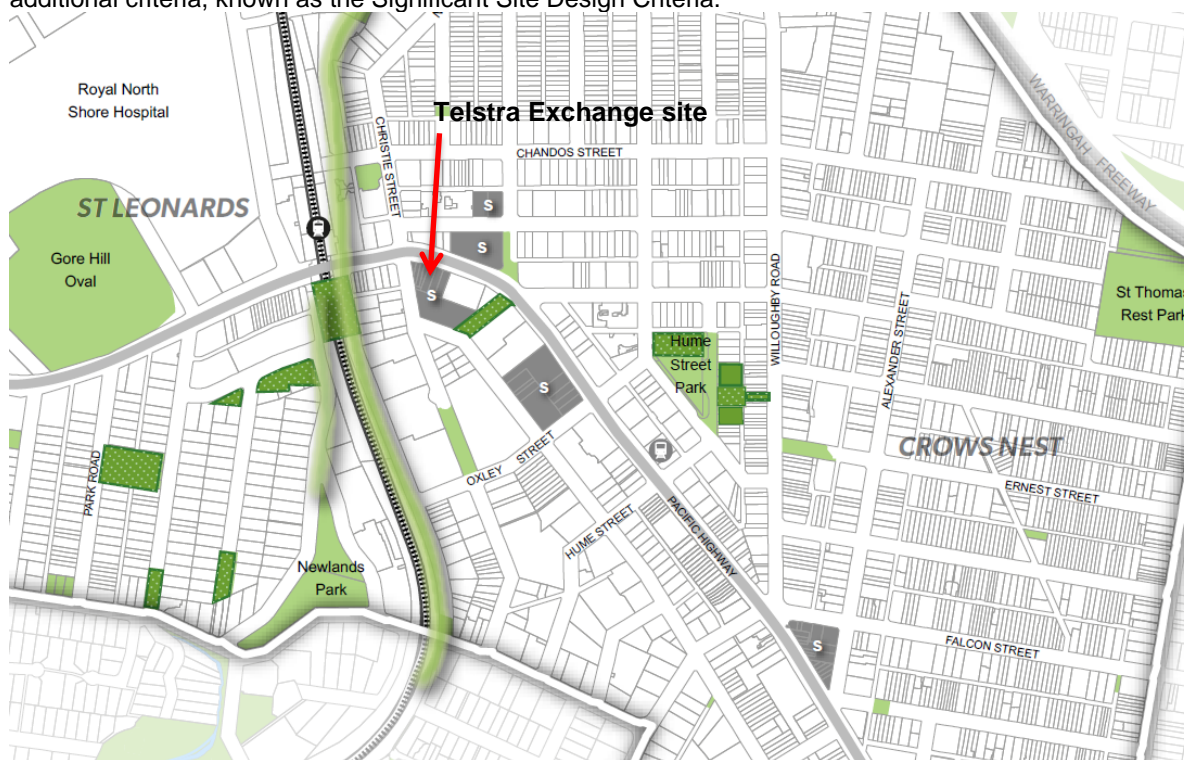 additional criteria, known as the Significant Site Design Criteria.
Royal North
Shore Hospital
Telstra Exchange site
CHRISTIE STREET
CHANDOS STREET
WARRINGAH FREEWAY
ST LEONARDS
S
S
Gore Hill
Oval
S
WILLOUGHBY ROAD
St Thomas
Rest Park
Hume
Street
Park
ALEXANDER STREET
S
CROWS NEST
OXLEY STREET
PARK ROAD
ERNEST STREET
PACIFIC HIGHWAY
HUME STREET
Newlands
Park
S
FALCON STREET